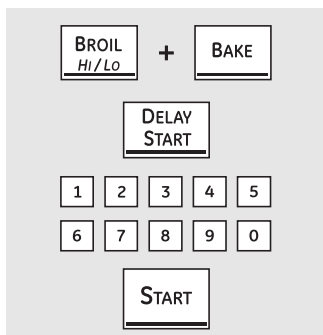 BROIL + BAKE
HI/LO
DELAY
START
1 2 3 4 5
6 7 8 9 0
START